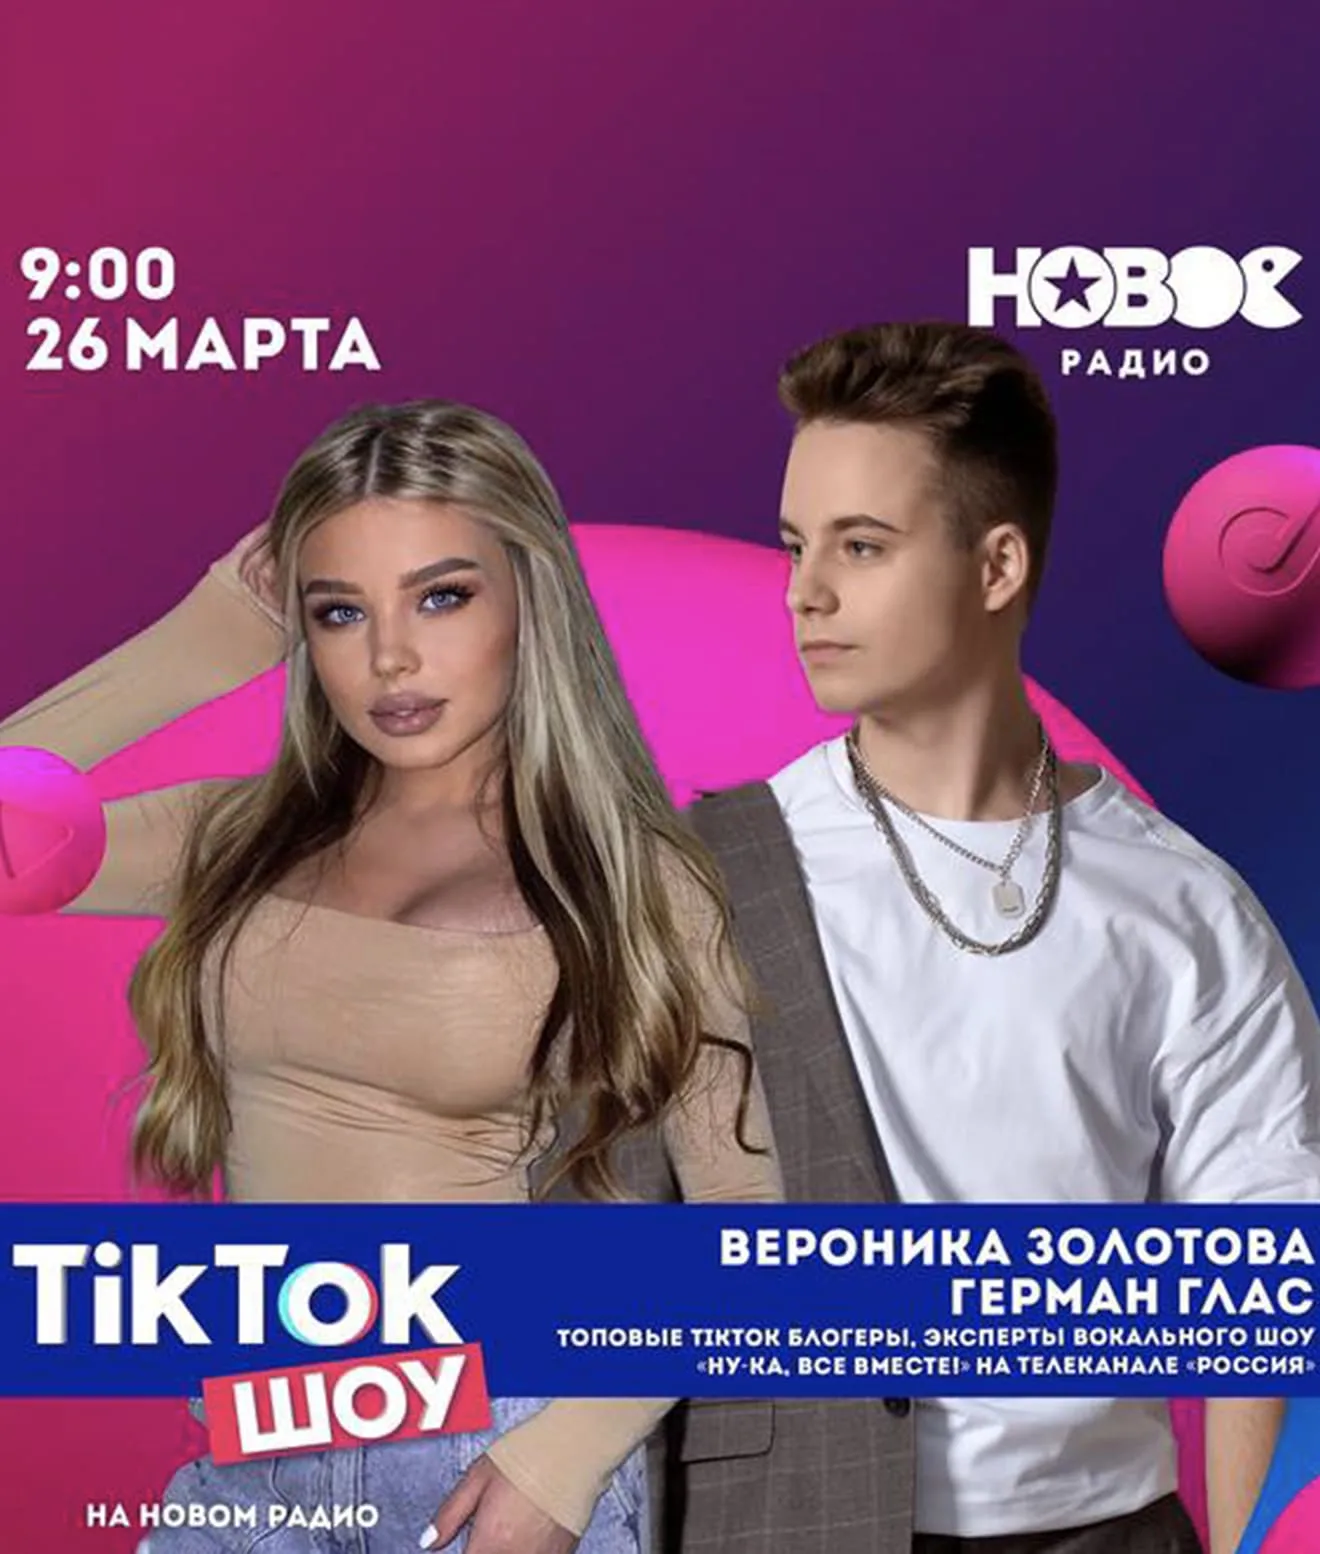 9:00
26 МАРТА
НОВОЕ
РАДИО
TikTok
ШОУ
ВЕРОНИКА ЗОЛОТОВА
ГЕРМАН ГЛАС
ТОПОВЫЕ TIKTOK БЛОГЕРЫ, ЭКСПЕРТЫ ВОКАЛЬНОГО ШОУ
«НУ-КА, ВСЕ ВМЕСТЕ!» НА ТЕЛЕКАНАЛЕ «РОССИЯ»
НА НОВОМ РАДИО